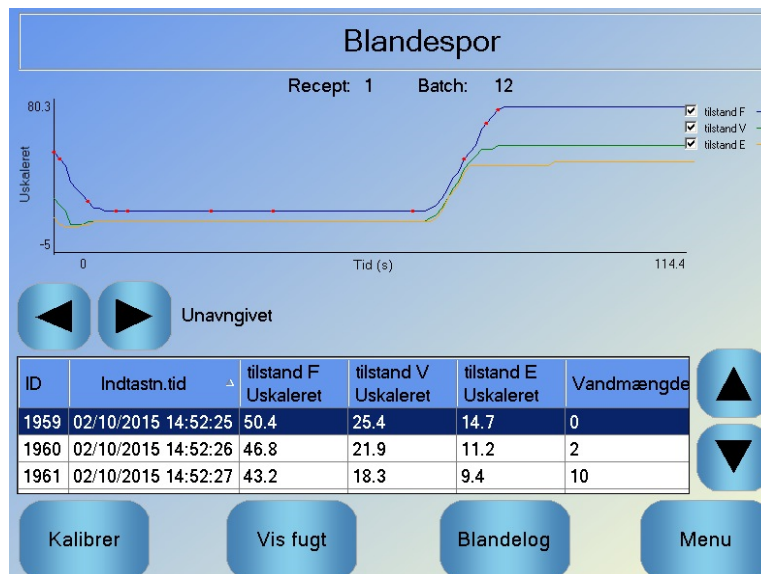 Blandespor
Recept: 1 Batch: 12
80.3
Uskaleret
-5
0
Tid (s)
114.4
tilstand F
tilstand V
tilstand E
Unavngivet
ID Indtastn.tid tilstand F Uskaleret tilstand V Uskaleret tilstand E Uskaleret Vandmængde
1959 02/10/2015 14:52:25 50.4 25.4 14.7 0
1960 02/10/2015 14:52:26 46.8 21.9 11.2 2
1961 02/10/2015 14:52:27 43.2 18.3 9.4 10
Kalibrer Vis fugt Blandelog Menu